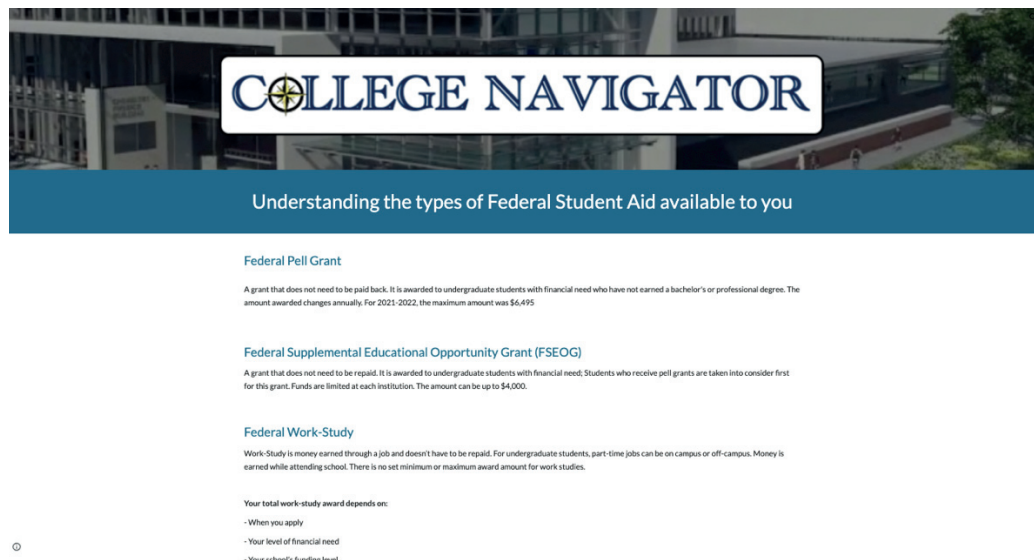 COLLEGE NAVIGATOR
Understanding the types of Federal Student Aid available to you
Federal Pell Grant
A grant that does not need to be paid back. It is awarded to undergraduate students with financial need who have not earned a bachelor's or professional degree. The
amount awarded changes annually. For 2021-2022, the maximum amount was $6,495
Federal Supplemental Educational Opportunity Grant (FSEOG)
A grant that does not need to be repaid. It is awarded to undergraduate students with financial need; Students who receive pell grants are taken into consider first
for this grant. Funds are limited at each institution. The amount can be up to $4,000.
Federal Work-Study
Work-Study is money earned through a job and doesn't have to be repaid. For undergraduate students, part-time jobs can be on campus or off-campus. Money is
earned while attending school. There is no set minimum or maximum award amount for work studies.
Your total work-study award depends on:
- When you apply
- Your level of financial need
- Your school's funding level